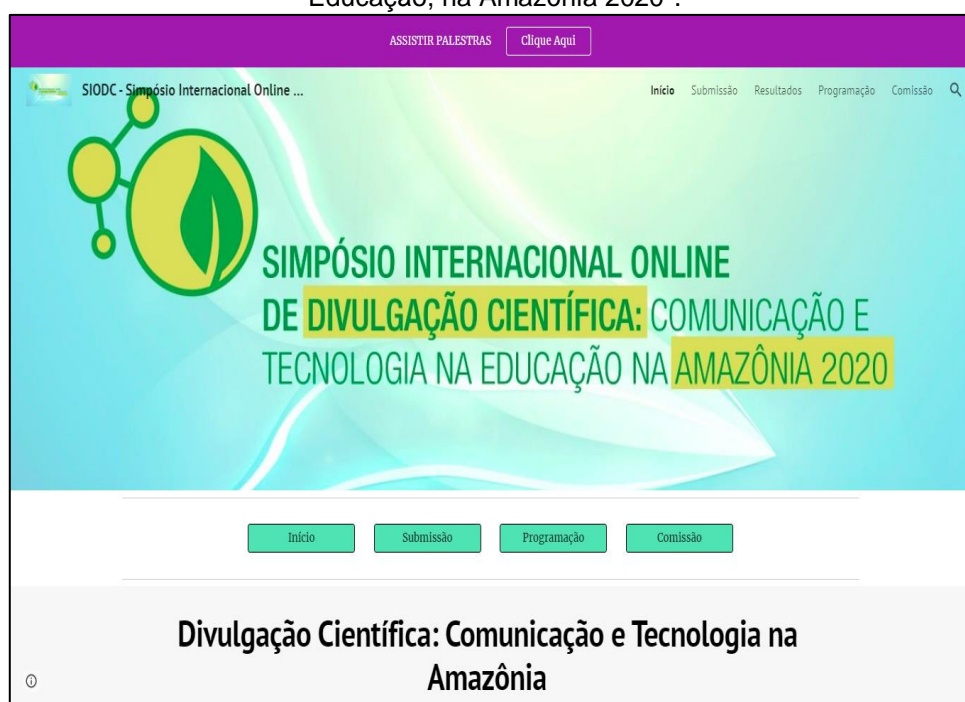 Educação, na Amazônia 2020".
ASSISTIR PALESTRAS Clique Aqui
SIODC - Simpósio Internacional Online ... Início Submissão Resultados Programação Comissão
SIMPÓSIO INTERNACIONAL ONLINE
DE DIVULGAÇÃO CIENTÍFICA: COMUNICAÇÃO E
TECNOLOGIA NA EDUCAÇÃO NA AMAZÔNIA 2020
Início Submissão Programação Comissão
Divulgação Científica: Comunicação e Tecnologia na
Amazônia